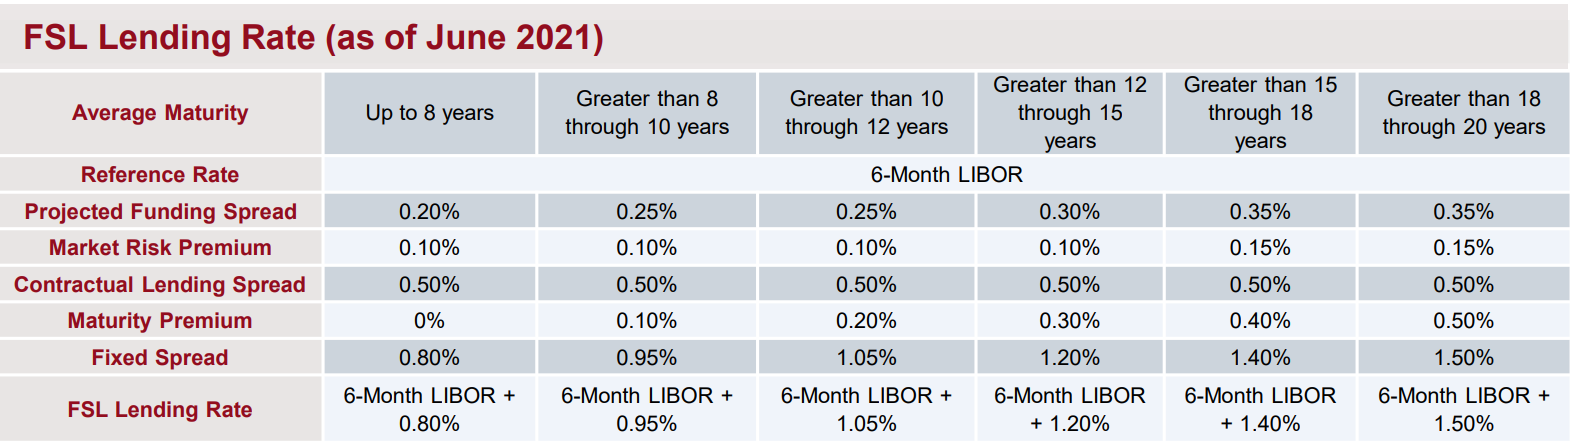 FSL Lending Rate (as of June 2021)
Average Maturity
Up to 8 years
Greater than 8
through 10 years
Greater than 10
through 12 years
Greater than 12
through 15
years
Greater than 15
through 18
years
Greater than 18
through 20 years
Reference Rate
6-Month LIBOR
Projected Funding Spread 0.20% 0.25% 0.25% 0.30% 0.35% 0.35%
Market Risk Premium 0.10% 0.10% 0.10% 0.10% 0.15% 0.15%
Contractual Lending Spread 0.50% 0.50% 0.50% 0.50% 0.50% 0.50%
Maturity Premium 0% 0.10% 0.20% 0.30% 0.40% 0.50%
Fixed Spread 0.80% 0.95% 1.05% 1.20% 1.40% 1.50%
FSL Lending Rate
6-Month LIBOR +
0.80%
6-Month LIBOR +
0.95%
6-Month LIBOR +
1.05%
6-Month LIBOR
+ 1.20%
6-Month LIBOR
+ 1.40%
6-Month LIBOR +
1.50%